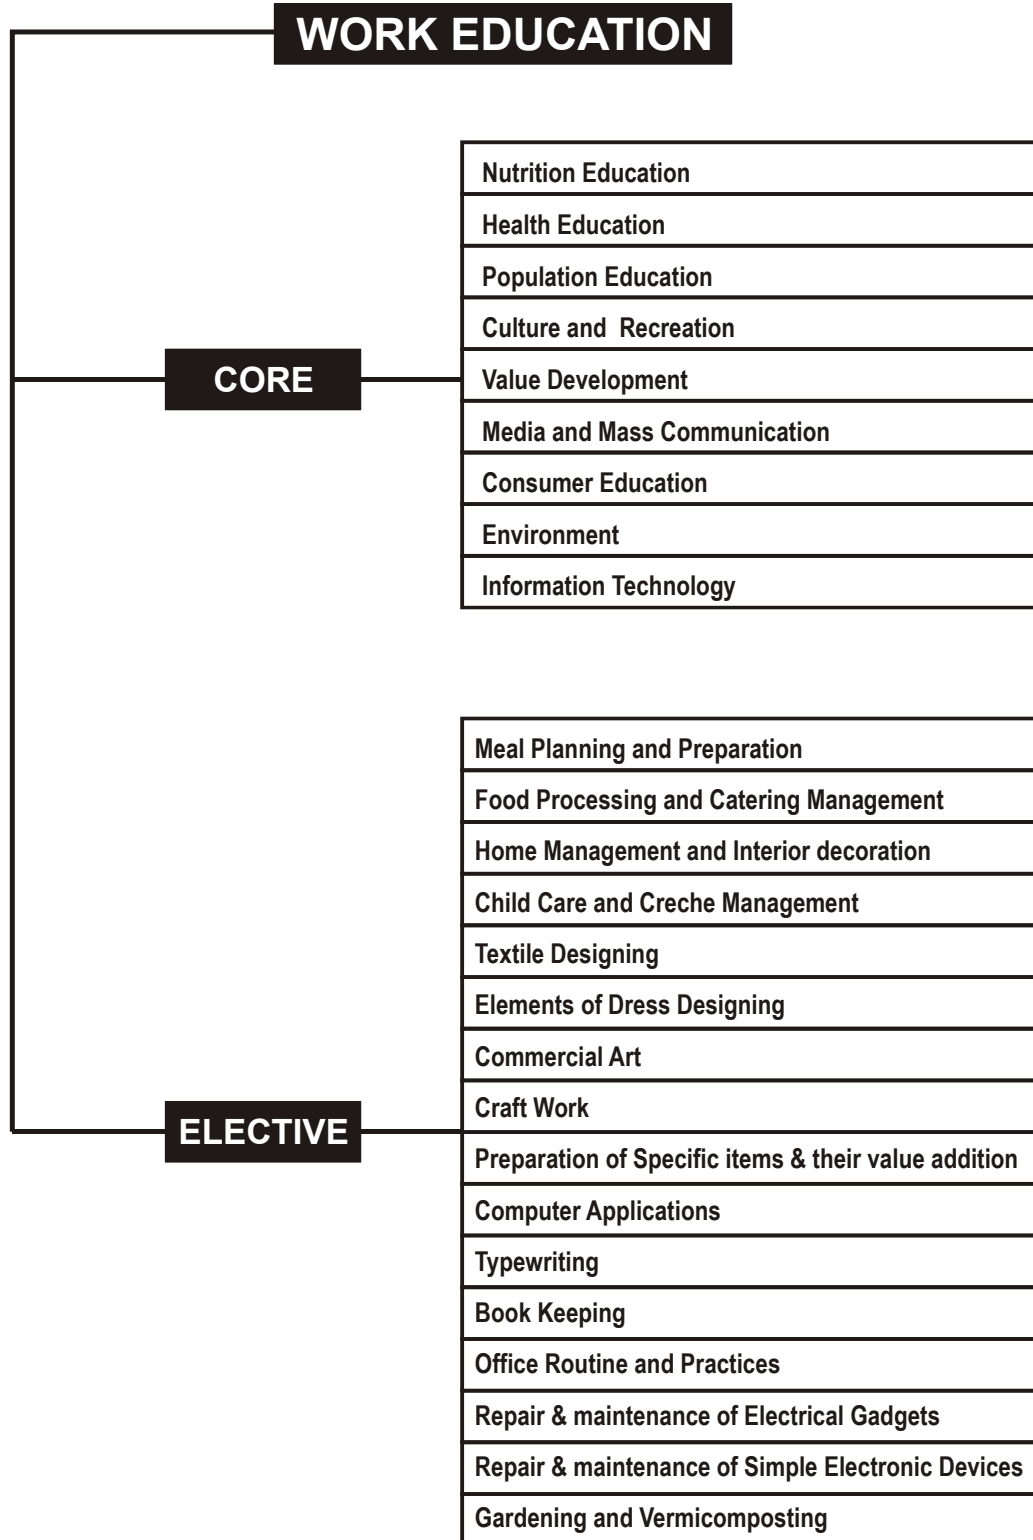 WORK EDUCATION
CORE
Nutrition Education
Health Education
Population Education
Culture and  Recreation
Value Development
Media and Mass Communication
Consumer Education
Environment
Information Technology
ELECTIVE
Meal Planning and Preparation
Food Processing and Catering Management
Home Management and Interior decoration
Child Care and Creche Management
Textile Designing
Elements of Dress Designing
Commercial Art
Craft Work
Preparation of Specific items & their value addition
Computer Applications
Typewriting
Book Keeping
Office Routine and Practices
Repair & maintenance of Electrical Gadgets
Repair & maintenance of Simple Electronic Devices
Gardening and Vermicomposting